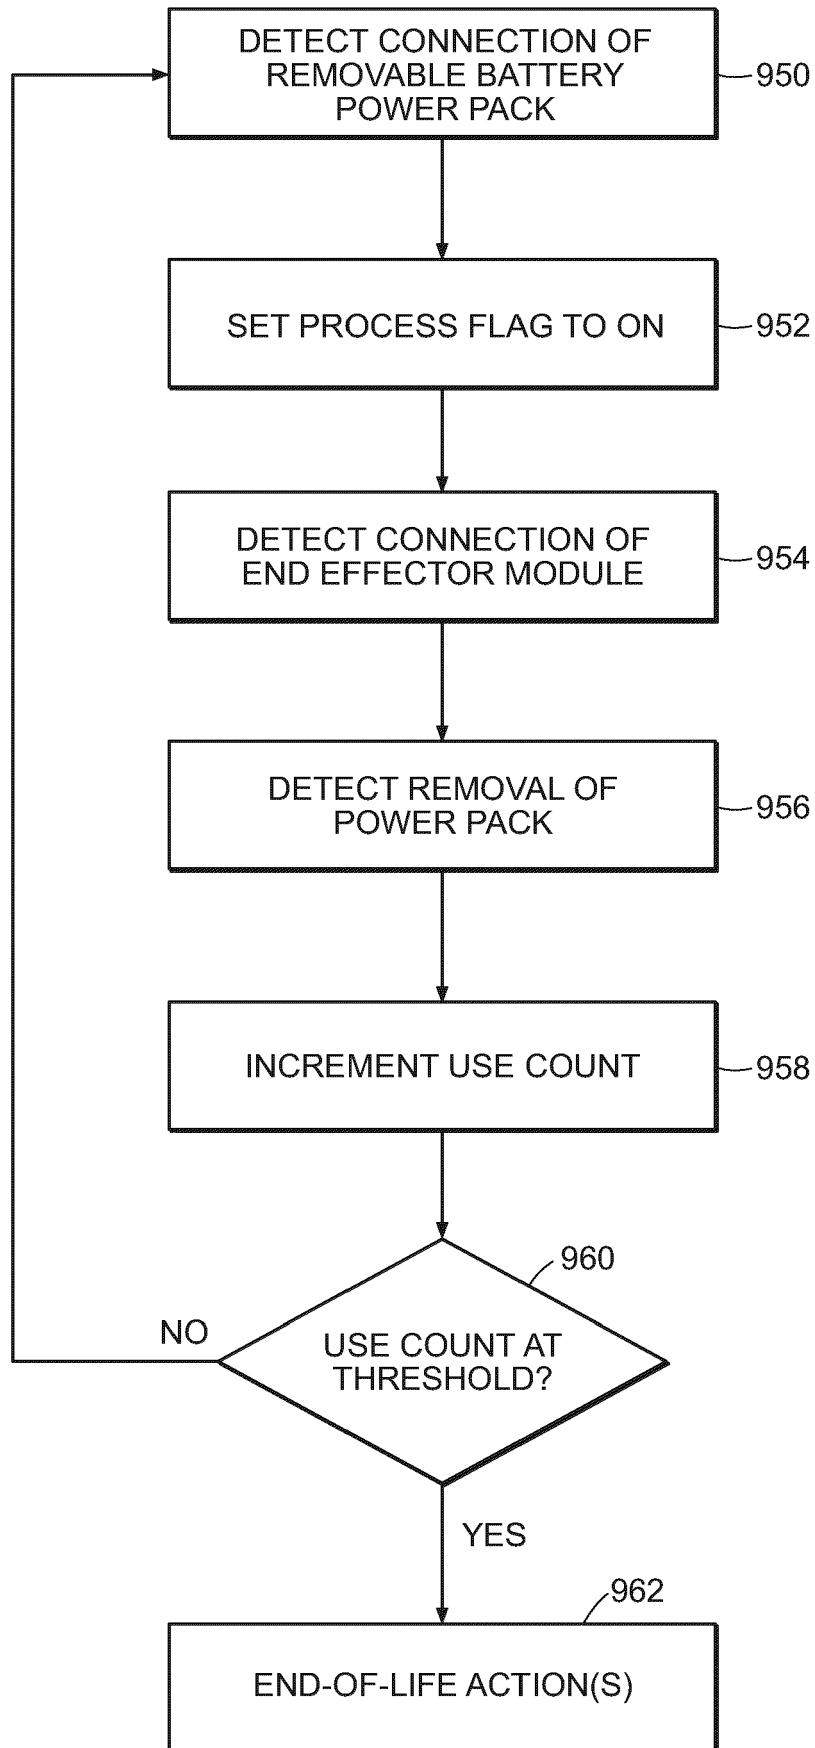 DETECT CONNECTION OF
REMOVABLE BATTERY
POWER PACK
950
SET PROCESS FLAG TO ON
952
DETECT CONNECTION OF
END EFFECTOR MODULE
954
DETECT REMOVAL OF
POWER PACK
956
INCREMENT USE COUNT
958
960
NO
USE COUNT AT
THRESHOLD?
YES
962
END-OF-LIFE ACTION(S)